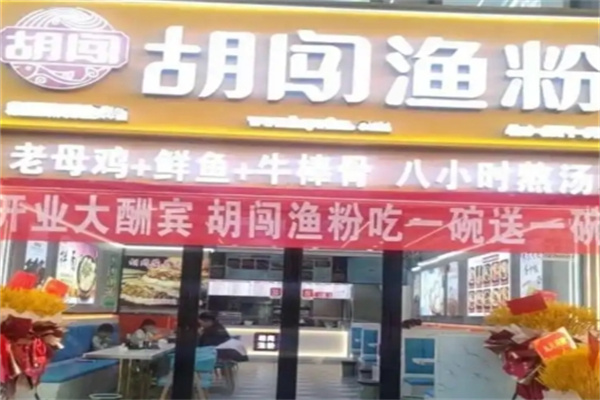 胡闯
胡闯渔粉
老母鸡+鲜鱼+牛棒骨 八小时熬汤
开业大酬宾 胡闯渔粉吃一碗送一碗